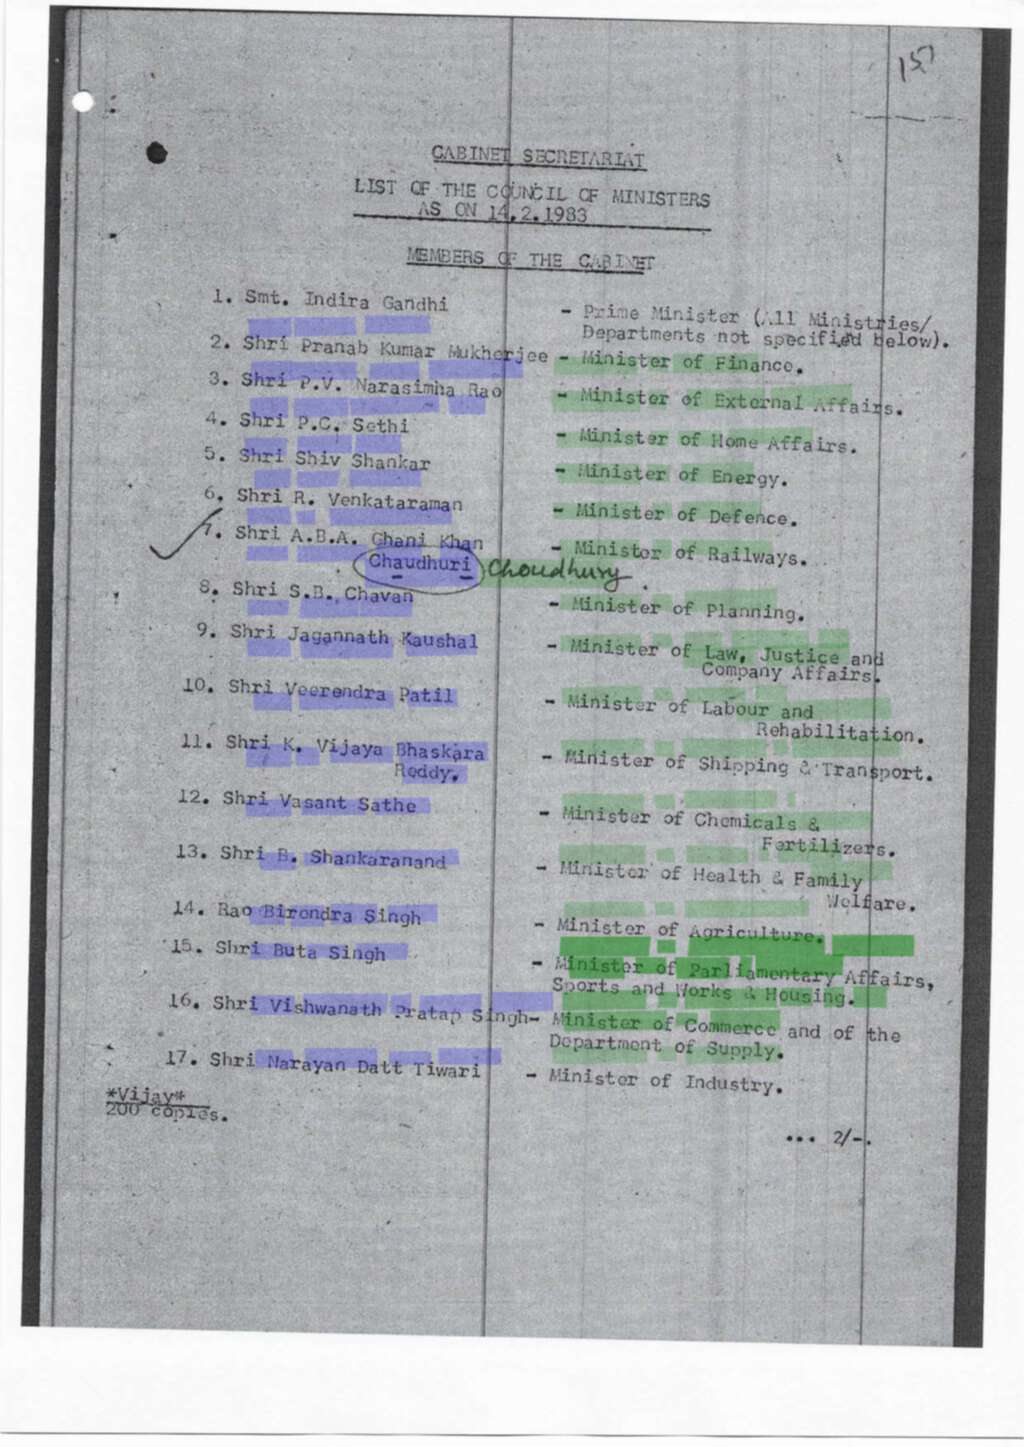 157
CABINET SECRETARIAT
LIST OF THE COUNCIL OF MINISTERS
AS ON 14.2.1983
MEMBERS OF THE CABINET
1. Smt. Indira Gandhi - Prime Minister (All Ministries/
Departments not specified below).
2. Shri Pranab Kumar Mukherjee - Minister of Finance.
3. Shri P.V. Narasimha Rao - Minister of External Affairs.
4. Shri P.C. Sethi - Minister of Home Affairs.
5. Shri Shiv Shankar - Minister of Energy.
6. Shri R. Venkataraman - Minister of Defence.
7. Shri A.B.A. Ghani Khan - Minister of Railways.
Chaudhuri Choudhury
8. Shri S.B. Chavan - Minister of Planning.
9. Shri Jagannath Kaushal - Minister of Law, Justice and
Company Affairs.
10. Shri Veerendra Patil - Minister of Labour and
Rehabilitation.
11. Shri K. Vijaya Bhaskara - Minister of Shipping & Transport.
Reddy.
12. Shri Vasant Sathe - Minister of Chemicals &
Fertilizers.
13. Shri B. Shankaranand - Minister of Health & Family
Welfare.
14. Rao Birendra Singh - Minister of Agriculture.
15. Shri Buta Singh - Minister of Parliamentary Affairs,
Sports and Works & Housing.
16. Shri Vishwanath Pratap Singh- Minister of Commerce and of the
Department of Supply.
17. Shri Narayan Datt Tiwari - Minister of Industry.
*Vijay*
200 copies.
... 2/-.